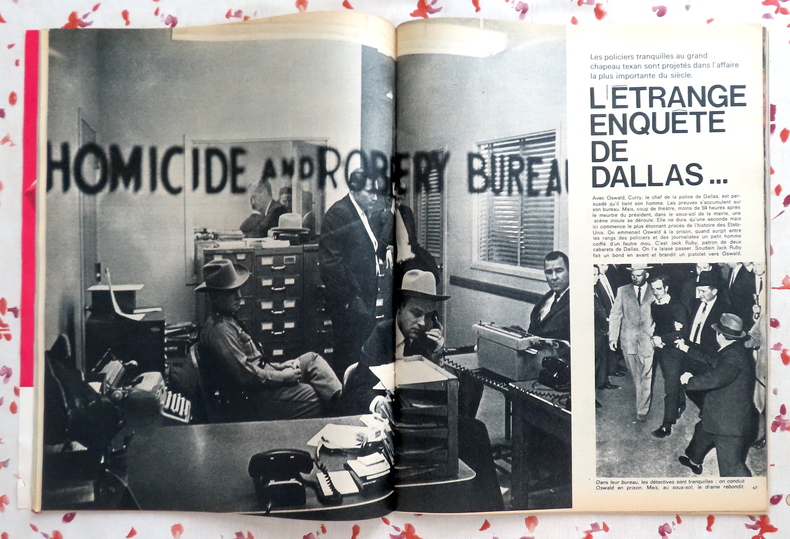 HOMICIDE AND ROBBERY BUREAU
Les policiers tranquilles au grand
chapeau texan sont projetés dans l'affaire
la plus importante du siècle.
L'ÉTRANGE
ENQUÊTE
DE
DALLAS ...
Avec Oswald, Curry, le chef de la police de Dallas, est per-
suadé qu'il tient son homme. Les preuves s'accumulent sur
son bureau. Mais, coup de théâtre, moins de 59 heures après
le meurtre du président, dans le sous-sol de la mairie, une
scène inouïe se déroule. Elle ne dura qu'une seconde mais
ici commence le plus étonnant procès de l'histoire des Etats-
Unis. On emmenait Oswald à la prison, quand surgit entre
les rangs des policiers et des journalistes un petit homme
coiffé d'un feutre mou. C'est Jack Ruby, patron de deux
cabarets de Dallas. On l'a laissé passer. Soudain Jack Ruby
fait un bond en avant et brandit un pistolet vers Oswald.
Dans leur bureau, les détectives sont tranquilles : on conduit
Oswald en prison. Mais, au sous-sol, le drame rebondit.
47